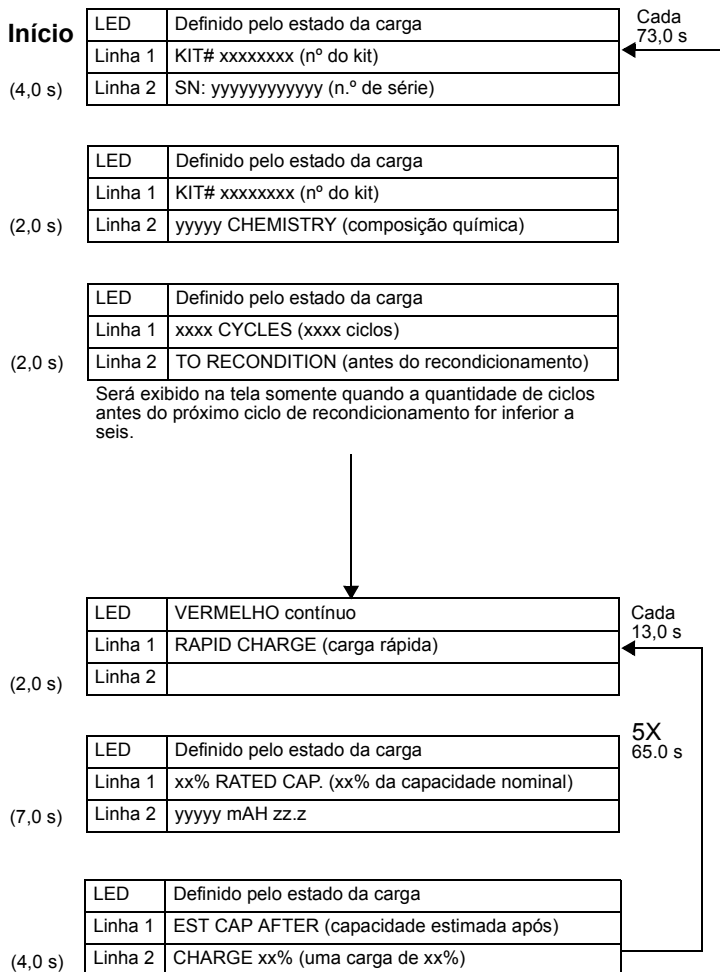 Início
LED Definido pelo estado da carga
Linha 1 KIT# xxxxxxxx (nº do kit)
(4,0 s) Linha 2 SN: yyyyyyyyyyyy (n.º de série)
Cada
73,0 s
LED Definido pelo estado da carga
Linha 1 KIT# xxxxxxxx (nº do kit)
(2,0 s) Linha 2 yyyyy CHEMISTRY (composição química)
LED Definido pelo estado da carga
Linha 1 xxxx CYCLES (xxxx ciclos)
(2,0 s) Linha 2 TO RECONDITION (antes do recondicionamento)
Será exibido na tela somente quando a quantidade de ciclos
antes do próximo ciclo de recondicionamento for inferior a
seis.
LED VERMELHO contínuo
Linha 1 RAPID CHARGE (carga rápida)
(2,0 s) Linha 2
Cada
13,0 s
5X
65.0 s
LED Definido pelo estado da carga
Linha 1 xx% RATED CAP. (xx% da capacidade nominal)
(7,0 s) Linha 2 yyyyy mAH zz.z
LED Definido pelo estado da carga
Linha 1 EST CAP AFTER (capacidade estimada após)
(4,0 s) Linha 2 CHARGE xx% (uma carga de xx%)